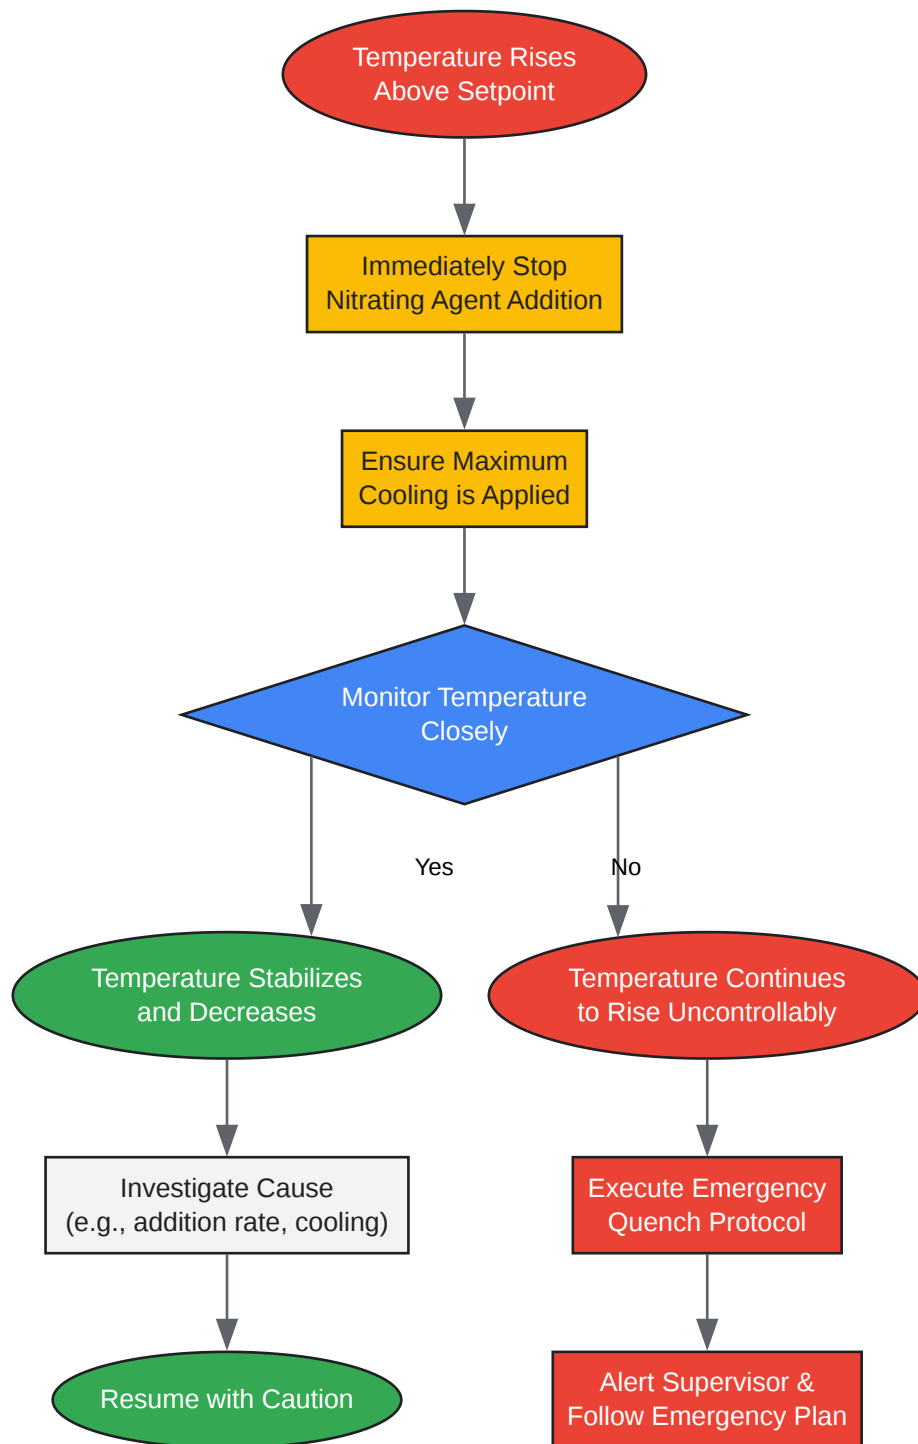 Temperature Rises
Above Setpoint
Immediately Stop
Nitrating Agent Addition
Ensure Maximum
Cooling is Applied
Monitor Temperature
Closely
Yes
No
Temperature Stabilizes
and Decreases
Temperature Continues
to Rise Uncontrollably
Investigate Cause
(e.g., addition rate, cooling)
Execute Emergency
Quench Protocol
Resume with Caution
Alert Supervisor &
Follow Emergency Plan